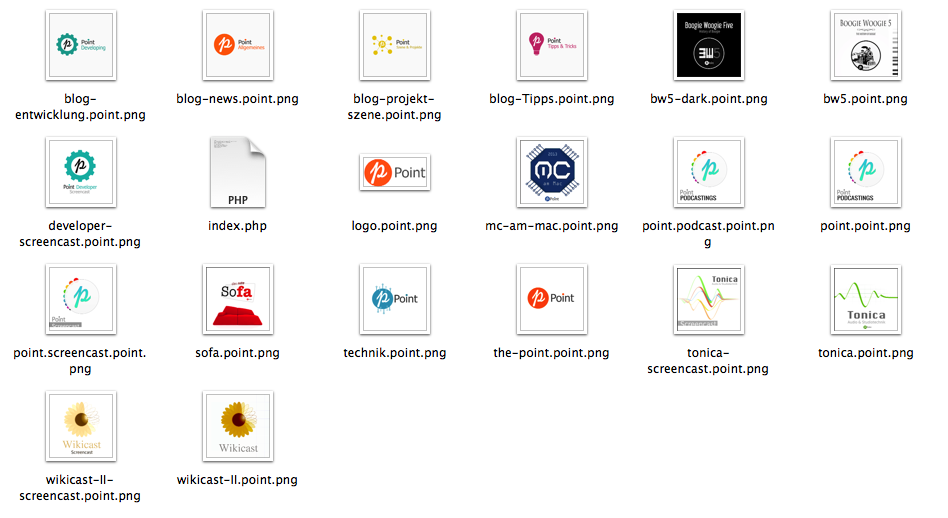 Point
Developing
blog-
entwicklung.point.png
Point
Allgemeines
blog-news.point.png
Point
blog-projekt-
szene.point.png
Point
Tipps & Tricks
blog-Tipps.point.png
Boogie Woogie Five
BW5
bw5-dark.point.png
BOOGIE WOOGIE 5
bw5.point.png
Point Developer
Screencast
developer-
screencast.point.png
PHP
index.php
Point
logo.point.png
MC
am Mac
Point
mc-am-mac.point.png
Point
PODCASTINGS
point.podcast.point.pn
g
Point
PODCASTINGS
point.point.png
Point
Screencast
point.screencast.point.
png
Sofa
sofa.point.png
Point
technik.point.png
Point
the-point.point.png
Tonica
Screencast
tonica-
screencast.point.png
Tonica
tonica.point.png
Wikicast
Screencast
wikicast-II-
screencast.point.png
Wikicast
wikicast-II.point.png